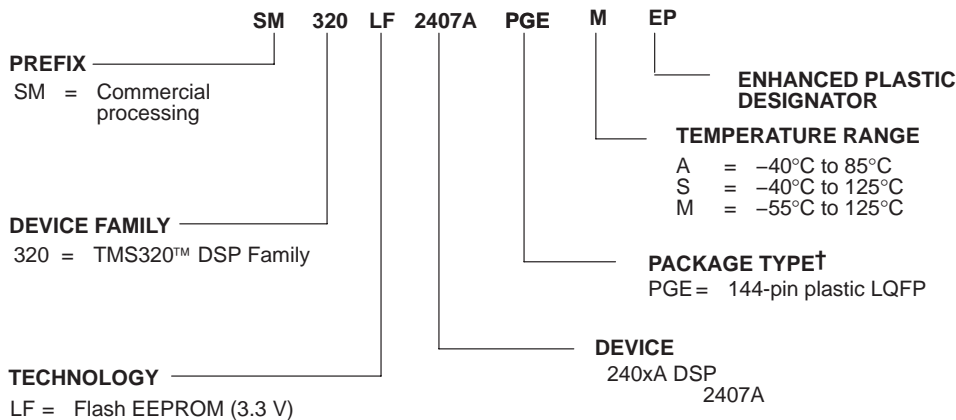 SM 320 LF 2407A PGE M EP
PREFIX
SM = Commercial
processing
ENHANCED PLASTIC
DESIGNATOR
TEMPERATURE RANGE
A = −40°C to 85°C
S = −40°C to 125°C
M = −55°C to 125°C
DEVICE FAMILY
320 = TMS320™ DSP Family
PACKAGE TYPE†
PGE = 144-pin plastic LQFP
DEVICE
240xA DSP
2407A
TECHNOLOGY
LF = Flash EEPROM (3.3 V)